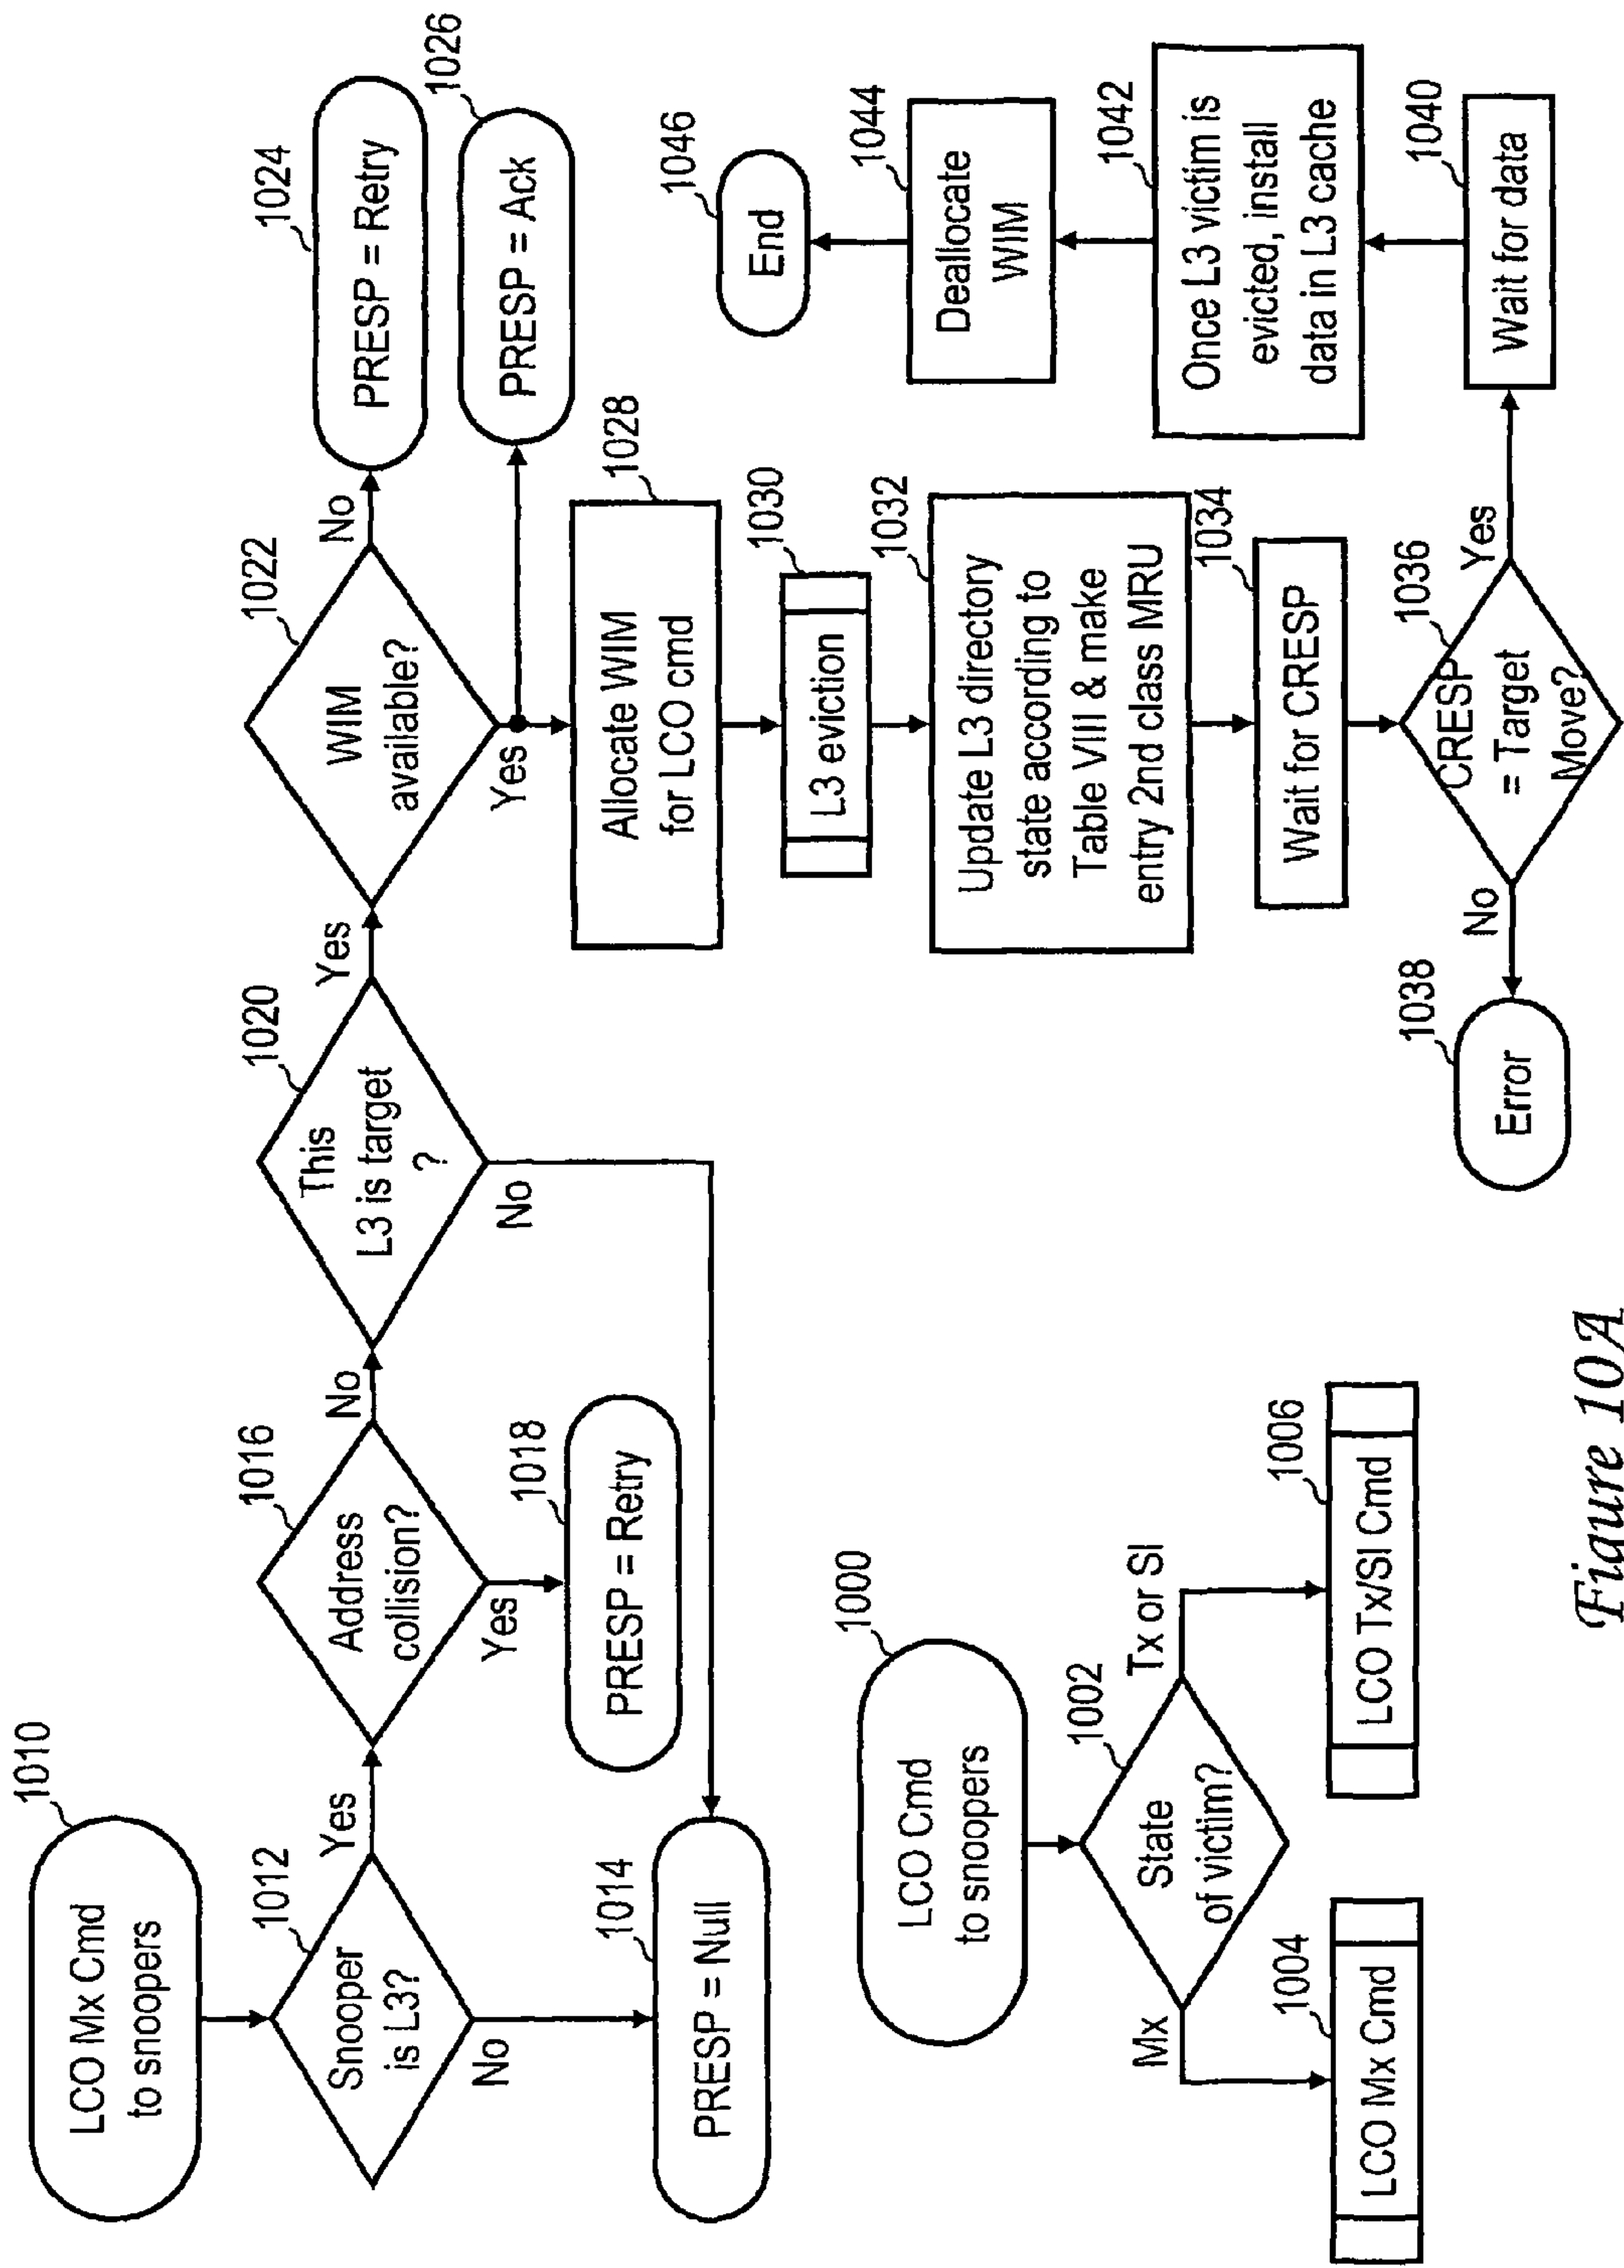 1010
LCO Mx Cmd
to snoopers
1012
Snooper
is L3?
Yes
No
1014
PRESP = Null
1016
Address
collision?
No
Yes
1018
PRESP = Retry
1020
This
L3 is target
?
Yes
No
1022
WIM
available?
No
Yes
1024
PRESP = Retry
1026
PRESP = Ack
1028
Allocate WIM
for LCO cmd
1030
L3 eviction
1032
Update L3 directory
state according to
Table VIII & make
entry 2nd class MRU
1034
Wait for CRESP
1036
CRESP
= Target
Move?
No
Yes
1038
Error
1040
Wait for data
1042
Once L3 victim is
evicted, install
data in L3 cache
1044
Deallocate
WIM
1046
End
1000
LCO Cmd
to snoopers
1002
State
of victim?
Mx
Tx or SI
1004
LCO Mx Cmd
1006
LCO Tx/SI Cmd
Figure 10A